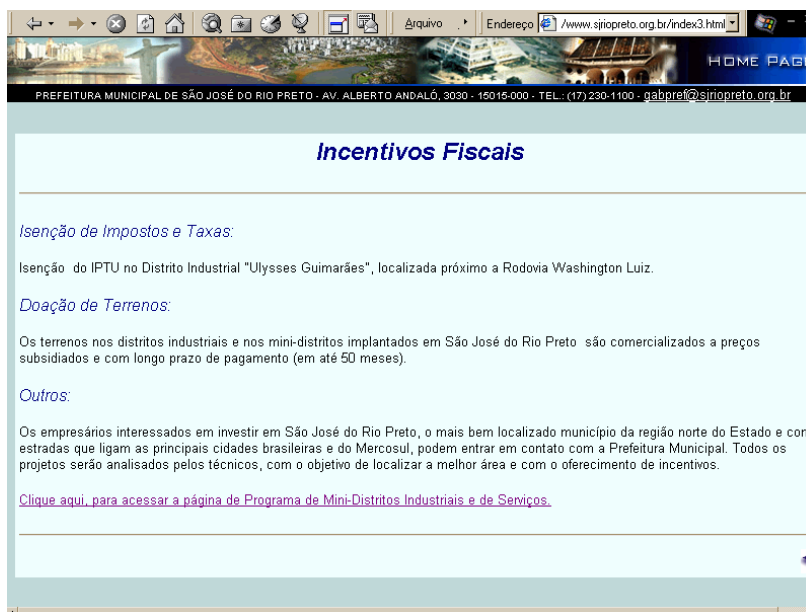 Arquivo Endereço /www.sjriopreto.org.br/index3.html
HOME PAG
PREFEITURA MUNICIPAL DE SÃO JOSÉ DO RIO PRETO - AV. ALBERTO ANDALÓ, 3030 - 15015-000 - TEL.: (17) 230-1100 - gabpref@sjriopreto.org.br
Incentivos Fiscais
Isenção de Impostos e Taxas:
Isenção do IPTU no Distrito Industrial "Ulysses Guimarães", localizada próximo a Rodovia Washington Luiz.
Doação de Terrenos:
Os terrenos nos distritos industriais e nos mini-distritos implantados em São José do Rio Preto são comercializados a preços
subsidiados e com longo prazo de pagamento (em até 50 meses).
Outros:
Os empresários interessados em investir em São José do Rio Preto, o mais bem localizado município da região norte do Estado e con
estradas que ligam as principais cidades brasileiras e do Mercosul, podem entrar em contato com a Prefeitura Municipal. Todos os
projetos serão analisados pelos técnicos, com o objetivo de localizar a melhor área e com o oferecimento de incentivos.
Clique aqui, para acessar a página de Programa de Mini-Distritos Industriais e de Serviços.